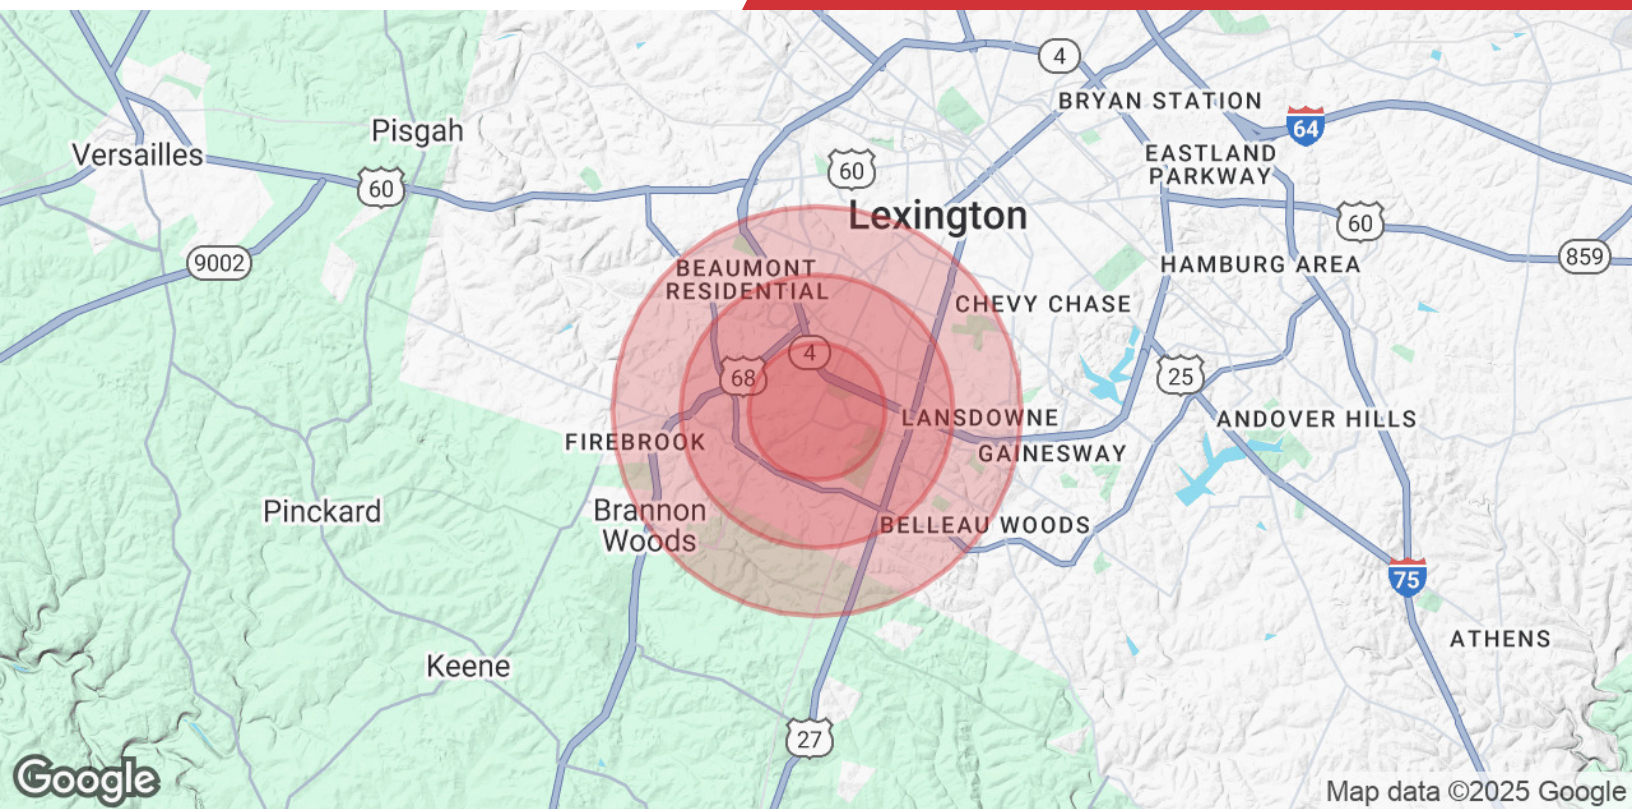 4
BRYAN STATION
64
Pisgah
Versailles
EASTLAND
PARKWAY
60
60
Lexington
60
859
9002
BEAUMONT
RESIDENTIAL
HAMBURG AREA
CHEVY CHASE
4
68
25
LANSDOWNE
ANDOVER HILLS
FIREBROOK
GAINESWAY
Pinckard
Brannon
Woods
BELLEAU WOODS
75
ATHENS
Keene
27
Google
Map data ©2025 Google